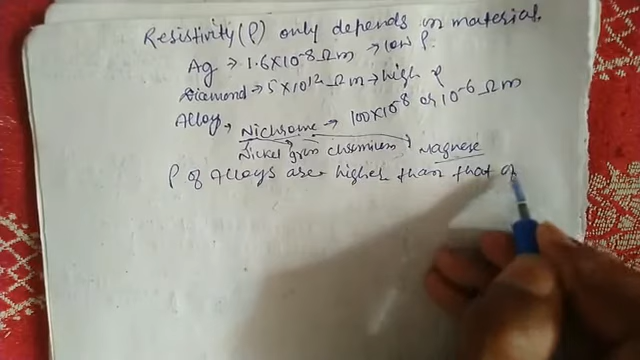 Resistivity (ρ) only depends on material.
Ag → 1.6×10⁻⁸ Ωm → low ρ.
Diamond → 5×10¹² Ωm → high ρ
Alloy → Nichrome → 100×10⁻⁸ or 10⁻⁶ Ωm
Nickel iron chromium magnese
ρ of Alloys are higher than that of